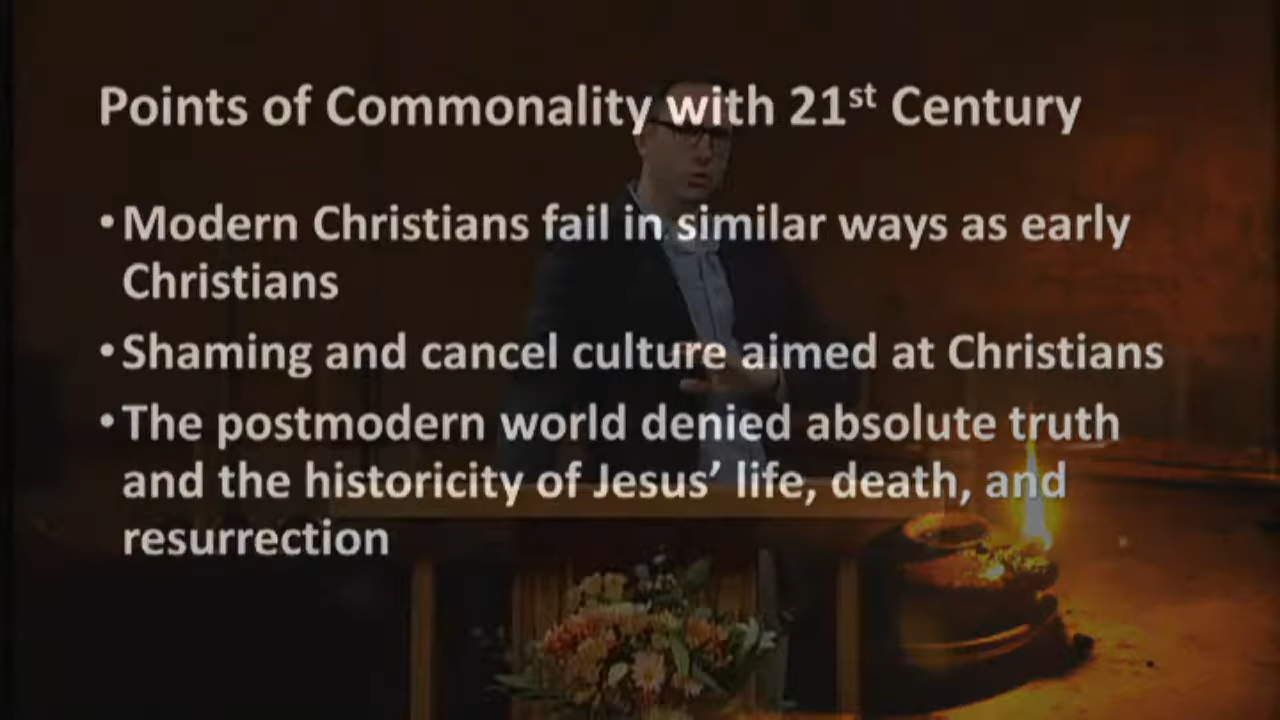 Points of Commonality with 21st Century
•Modern Christians fail in similar ways as early
Christians
•Shaming and cancel culture aimed at Christians
•The postmodern world denied absolute truth
and the historicity of Jesus’ life, death, and
resurrection